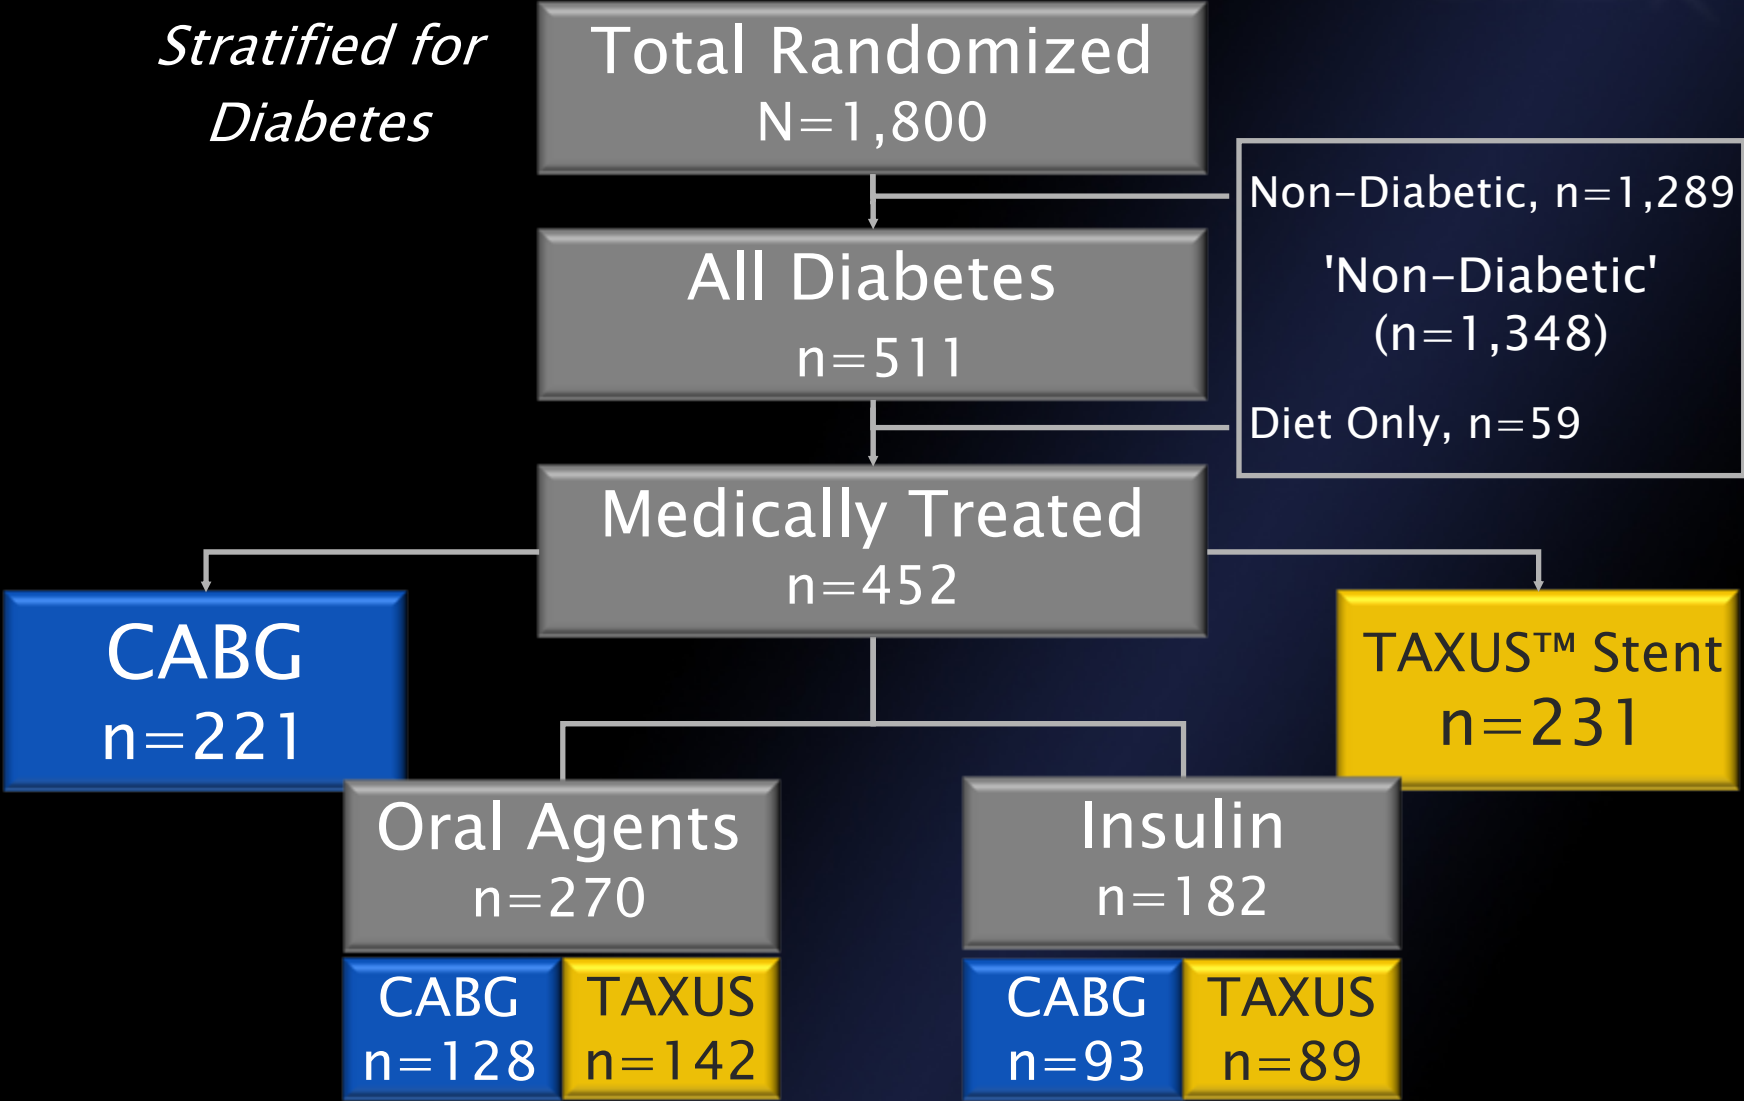 Stratified for
Diabetes
Total Randomized
N=1,800
Non-Diabetic, n=1,289
'Non-Diabetic'
(n=1,348)
Diet Only, n=59
All Diabetes
n=511
Medically Treated
n=452
CABG
n=221
TAXUS™ Stent
n=231
Oral Agents
n=270
Insulin
n=182
CABG
n=128
TAXUS
n=142
CABG
n=93
TAXUS
n=89